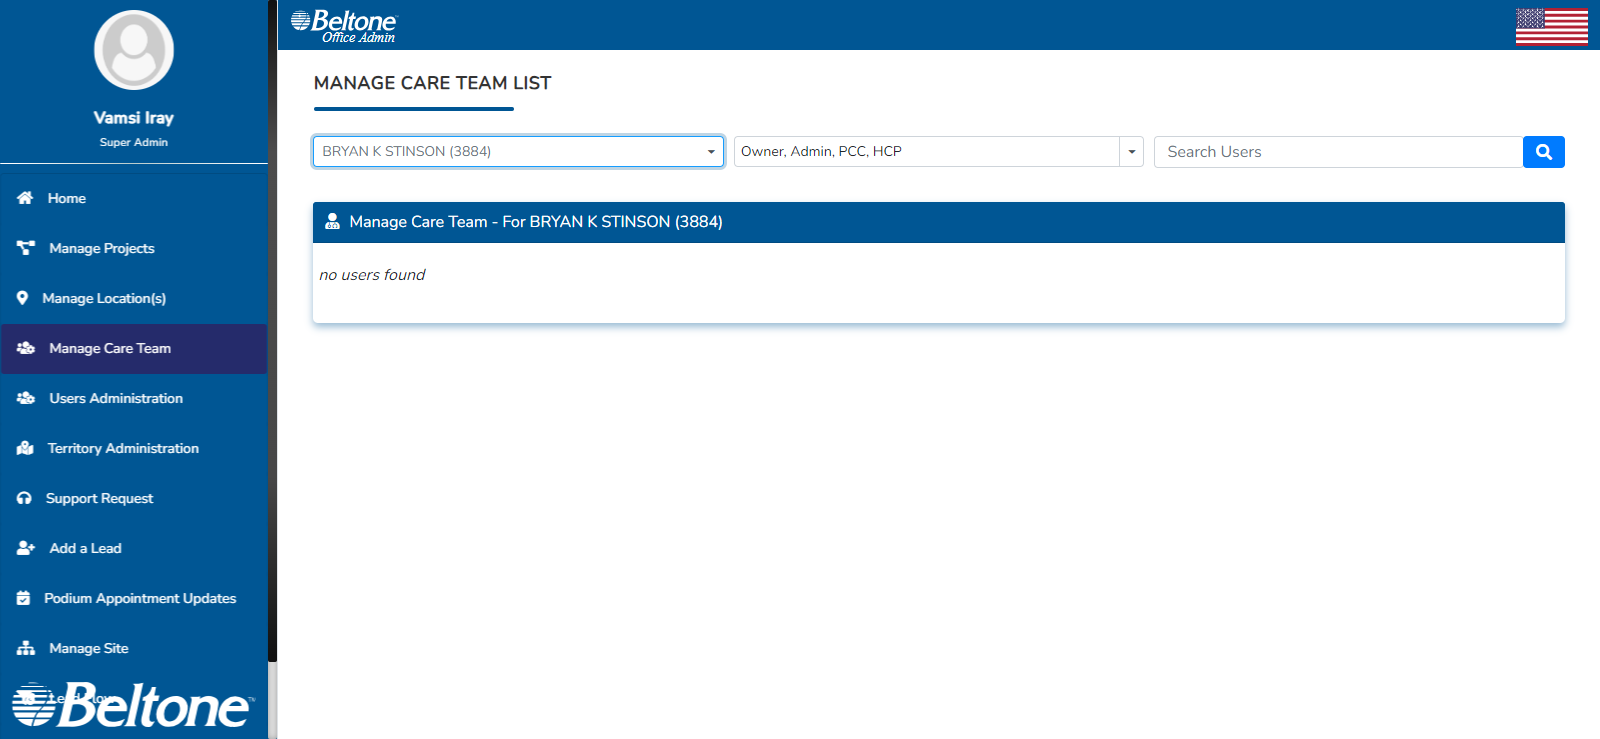 Vamsi Iray
Super Admin
Home
Manage Projects
Manage Location(s)
Manage Care Team
Users Administration
Territory Administration
Support Request
Add a Lead
Podium Appointment Updates
Manage Site
Beltone™
Beltone
Office Admin
MANAGE CARE TEAM LIST
BRYAN K STINSON (3884)
Owner, Admin, PCC, HCP
Search Users
Manage Care Team - For BRYAN K STINSON (3884)
no users found